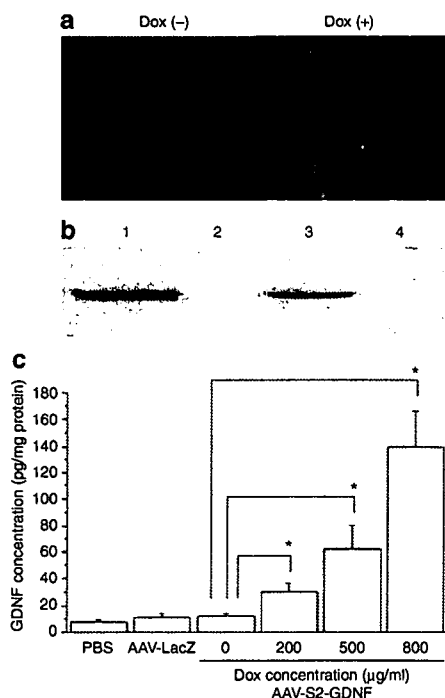 a
Dox (–) Dox (+)
b
1 2 3 4
c
GDNF concentration (pg/mg protein)
180
160
140
120
100
80
60
40
20
0
*
*
*
PBS AAV-LacZ 0 200 500 800
Dox concentration (µg/ml)
AAV-S2-GDNF